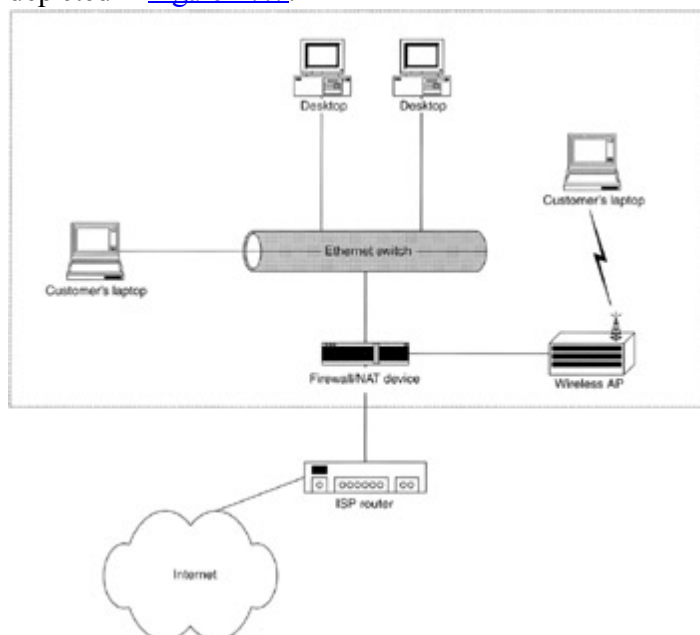 Desktop
Desktop
Customer's laptop
Ethernet switch
Customer's laptop
Firewall/NAT device
Wireless AP
ISP router
Internet